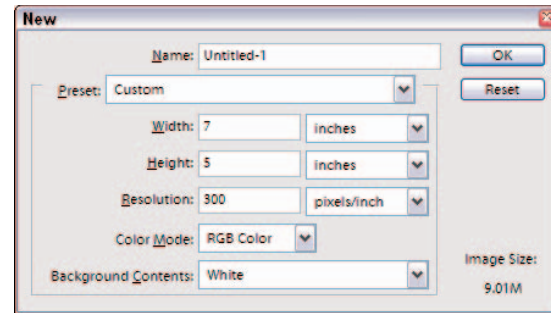 New
Name: Untitled-1
OK
Preset: Custom
Reset
Width: 7 inches
Height: 5 inches
Resolution: 300 pixels/inch
Color Mode: RGB Color
Background Contents: White
Image Size:
9.01M